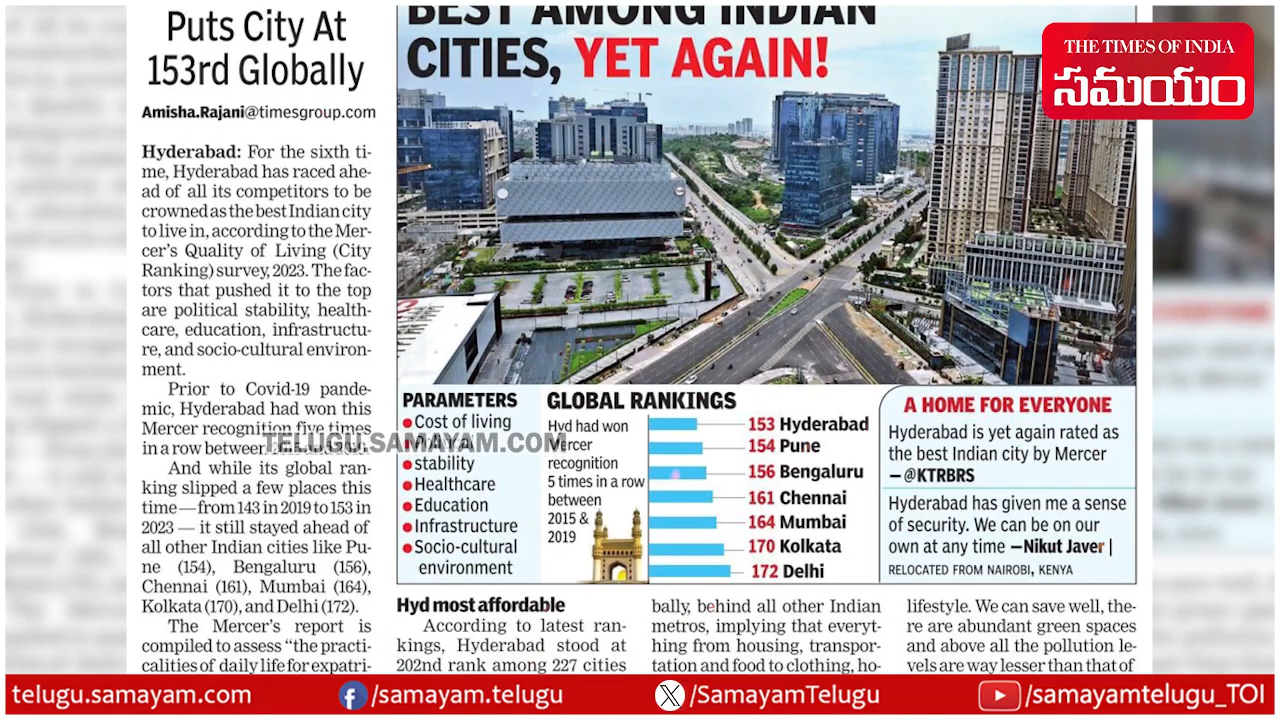 Puts City At
153rd Globally
Amisha.Rajani@timesgroup.com
Hyderabad: For the sixth ti-
me, Hyderabad has raced ahe-
ad of all its competitors to be
crowned as the best Indian city
to live in, according to the Mer-
cer's Quality of Living (City
Ranking) survey, 2023. The fac-
tors that pushed it to the top
are political stability, health-
care, education, infrastructu-
re, and socio-cultural environ-
ment.
Prior to Covid-19 pande-
mic, Hyderabad had won this
Mercer recognition five times
in a row between
And while its global ran-
king slipped a few places this
time — from 143 in 2019 to 153 in
2023 — it still stayed ahead of
all other Indian cities like Pu-
ne (154), Bengaluru (156),
Chennai (161), Mumbai (164),
Kolkata (170), and Delhi (172).
The Mercer's report is
compiled to assess "the practi-
calities of daily life for expatri-
BEST AMONG INDIAN
CITIES, YET AGAIN!
THE TIMES OF INDIA
సమయం
PARAMETERS
Cost of living
stability
Healthcare
Education
Infrastructure
Socio-cultural
environment
GLOBAL RANKINGS
Hyd had won
Mercer
recognition
5 times in a row
between
2015 &
2019
153 Hyderabad
154 Pune
156 Bengaluru
161 Chennai
164 Mumbai
170 Kolkata
172 Delhi
A HOME FOR EVERYONE
Hyderabad is yet again rated as
the best Indian city by Mercer
—@KTRBRS
Hyderabad has given me a sense
of security. We can be on our
own at any time —Nikut Javer |
RELOCATED FROM NAIROBI, KENYA
TELUGU.SAMAYAM.COM
Hyd most affordable
According to latest ran-
kings, Hyderabad stood at
202nd rank among 227 cities
bally, behind all other Indian
metros, implying that everyt-
hing from housing, transpor-
tation and food to clothing, ho-
lifestyle. We can save well, the-
re are abundant green spaces
and above all the pollution le-
vels are way lesser than that of
telugu.samayam.com
/samayam.telugu
/SamayamTelugu
/samayamtelugu_TOI